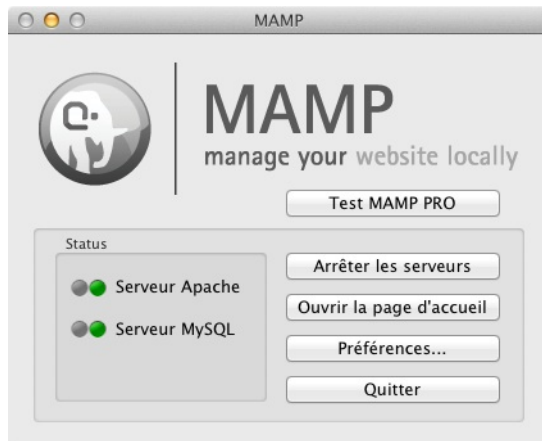 MAMP
MAMP
manage your website locally
Test MAMP PRO
Status
Serveur Apache
Serveur MySQL
Arrêter les serveurs
Ouvrir la page d'accueil
Préférences...
Quitter